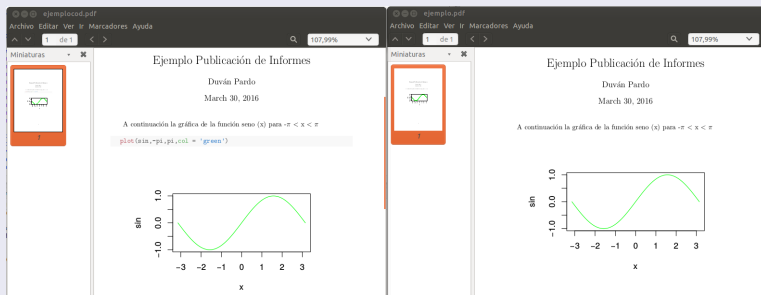 ejemplocod.pdf
Archivo Editar Ver Ir Marcadores Ayuda
1 de 1 107,99%
Miniaturas
1
Ejemplo Publicación de Informes
Duván Pardo
March 30, 2016
A continuación la gráfica de la función seno (x) para -π < x < π
plot(sin,-pi,pi,col = 'green')
sin
1.0
0.0
-1.0
-3 -2 -1 0 1 2 3
x
ejemplo.pdf
Archivo Editar Ver Ir Marcadores Ayuda
1 de 1 107,99%
Miniaturas
1
Ejemplo Publicación de Informes
Duván Pardo
March 30, 2016
A continuación la gráfica de la función seno (x) para -π < x < π
sin
1.0
0.0
-1.0
-3 -2 -1 0 1 2 3
x